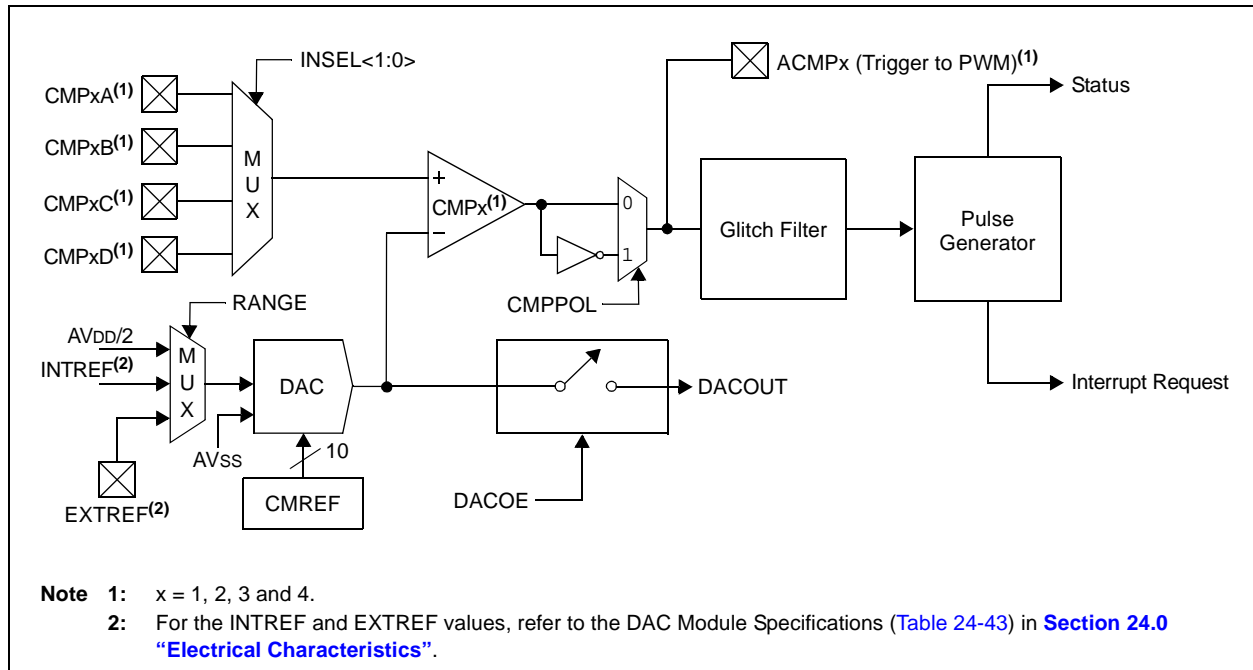 INSEL<1:0>
ACMPx (Trigger to PWM)(1)
Status
CMPxA(1)
CMPxB(1)
CMPxC(1)
CMPxD(1)
M
U
X
+
CMPx(1)
–
0
1
Glitch Filter
Pulse
Generator
CMPPOL
RANGE
AVDD/2
INTREF(2)
M
U
X
DAC
DACOUT
Interrupt Request
AVSS
10
EXTREF(2)
CMREF
DACOE
Note 1: x = 1, 2, 3 and 4.
2: For the INTREF and EXTREF values, refer to the DAC Module Specifications (Table 24-43) in Section 24.0
“Electrical Characteristics”.